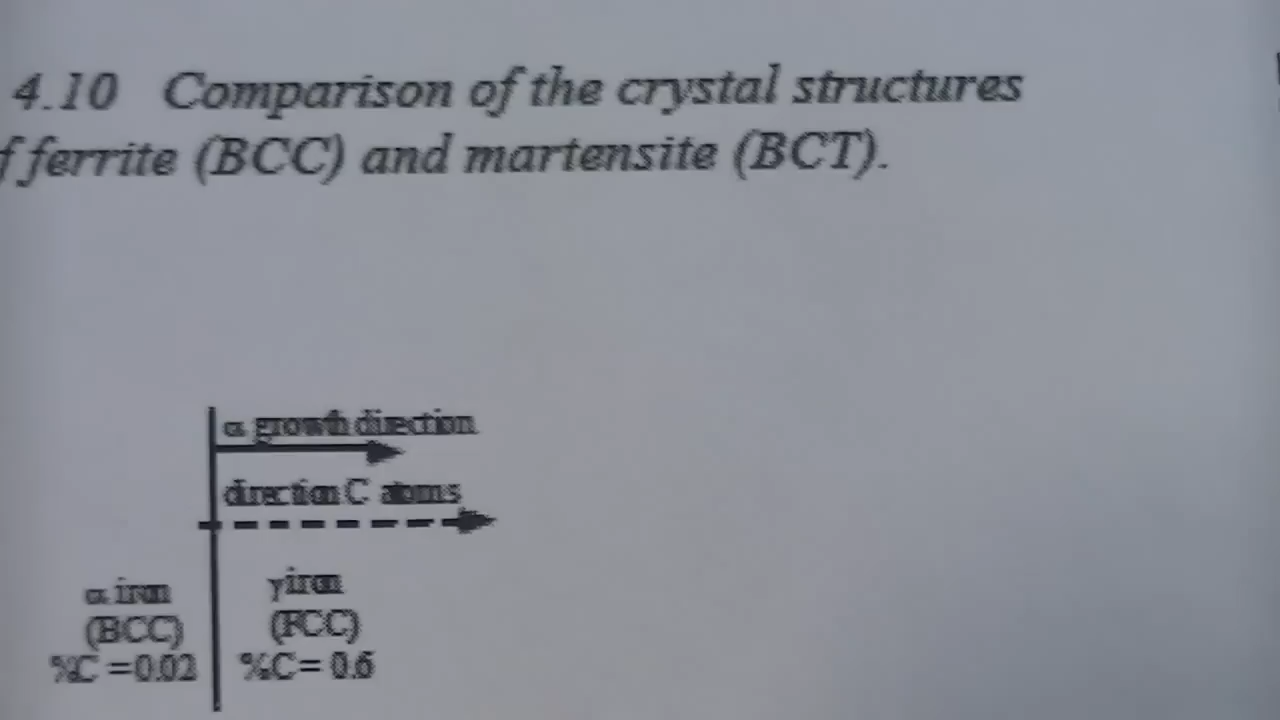 4.10 Comparison of the crystal structures
f ferrite (BCC) and martensite (BCT).
α growth direction
direction C atoms
α iron
(BCC)
%C =0.02
γ iron
(FCC)
%C= 0.6